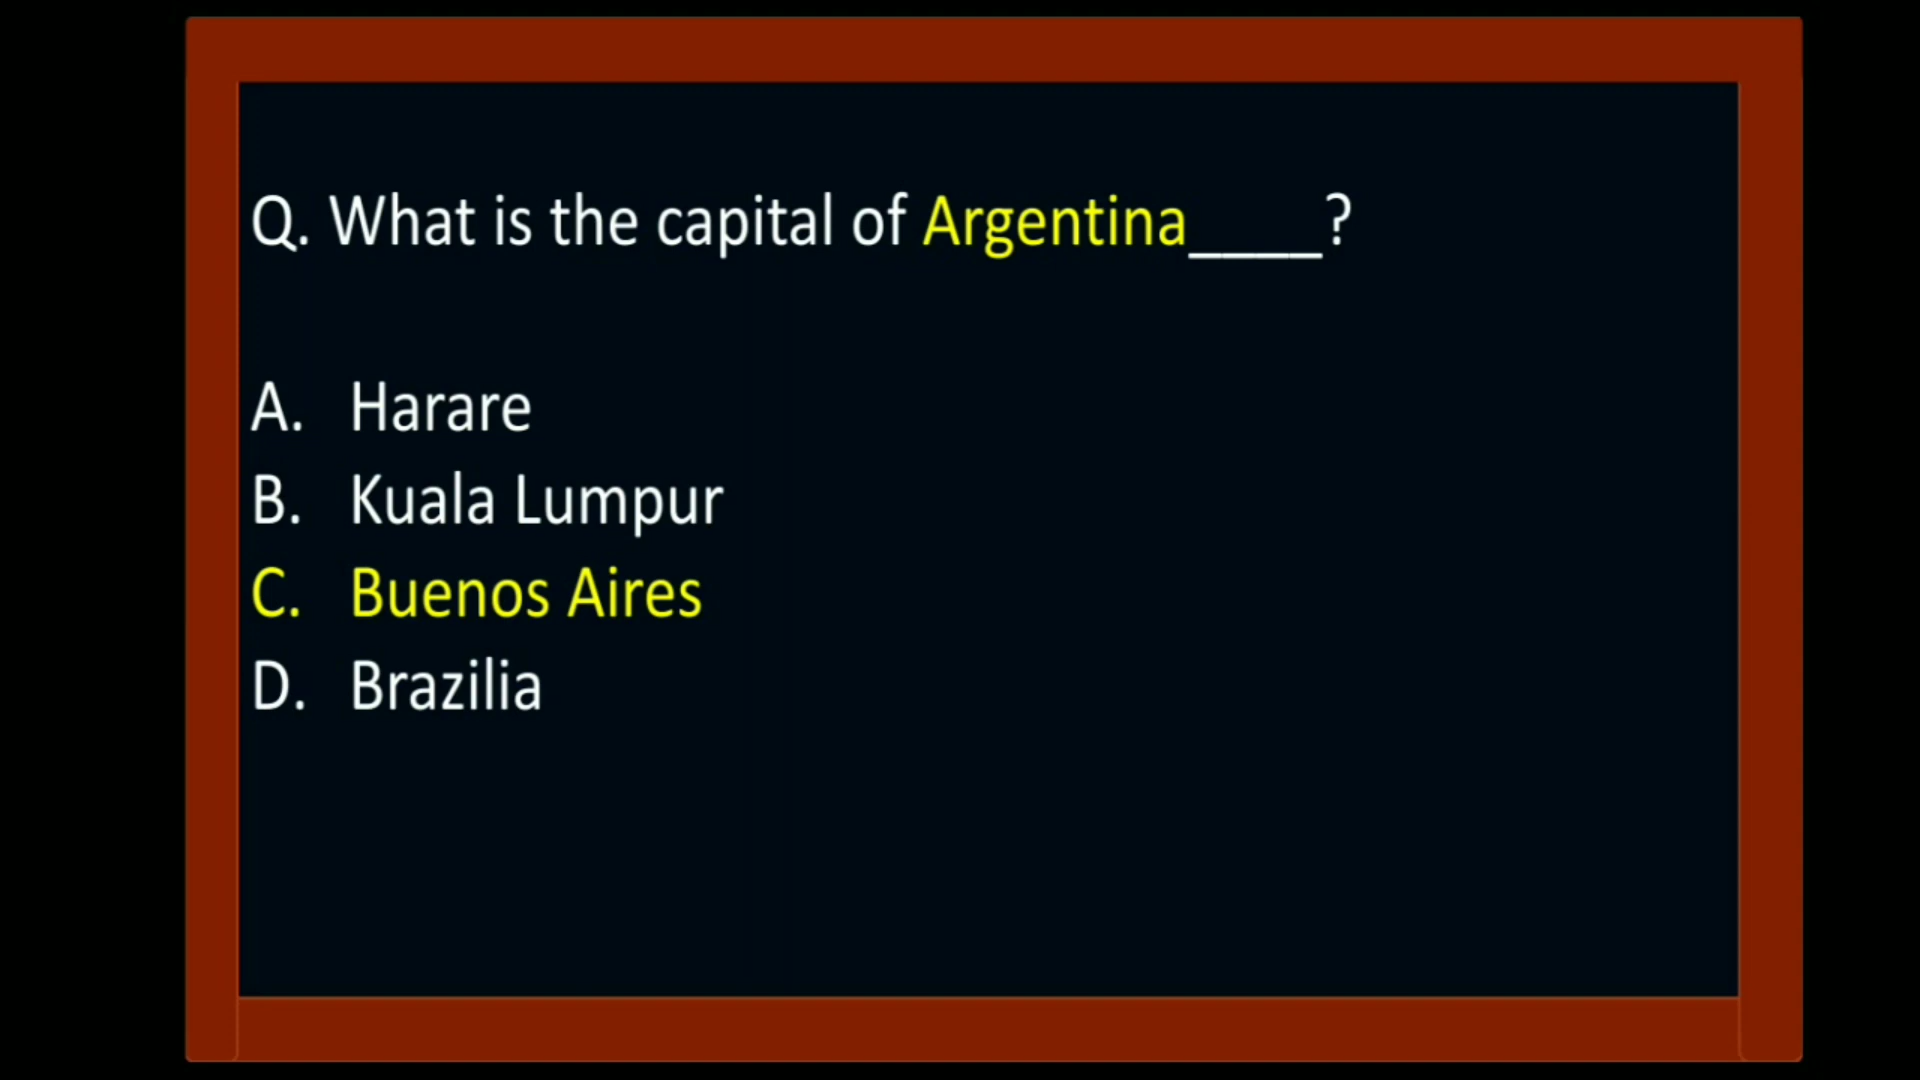 Q. What is the capital of Argentina____?
A. Harare
B. Kuala Lumpur
C. Buenos Aires
D. Brazilia